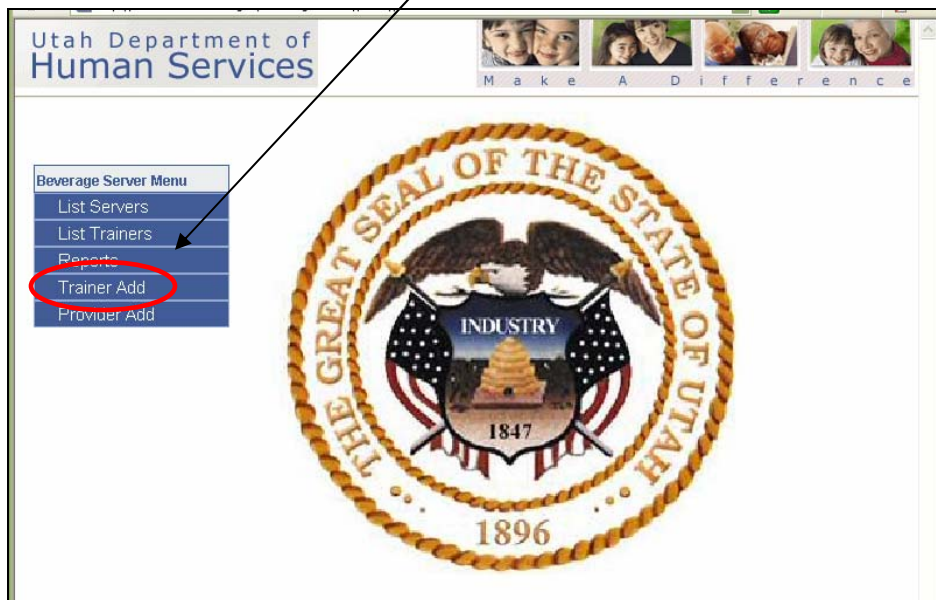 Utah Department of
Human Services
Make A Difference
Beverage Server Menu
List Servers
List Trainers
Reports
Trainer Add
Provider Add
THE GREAT SEAL OF THE STATE OF UTAH
INDUSTRY
1847
1896